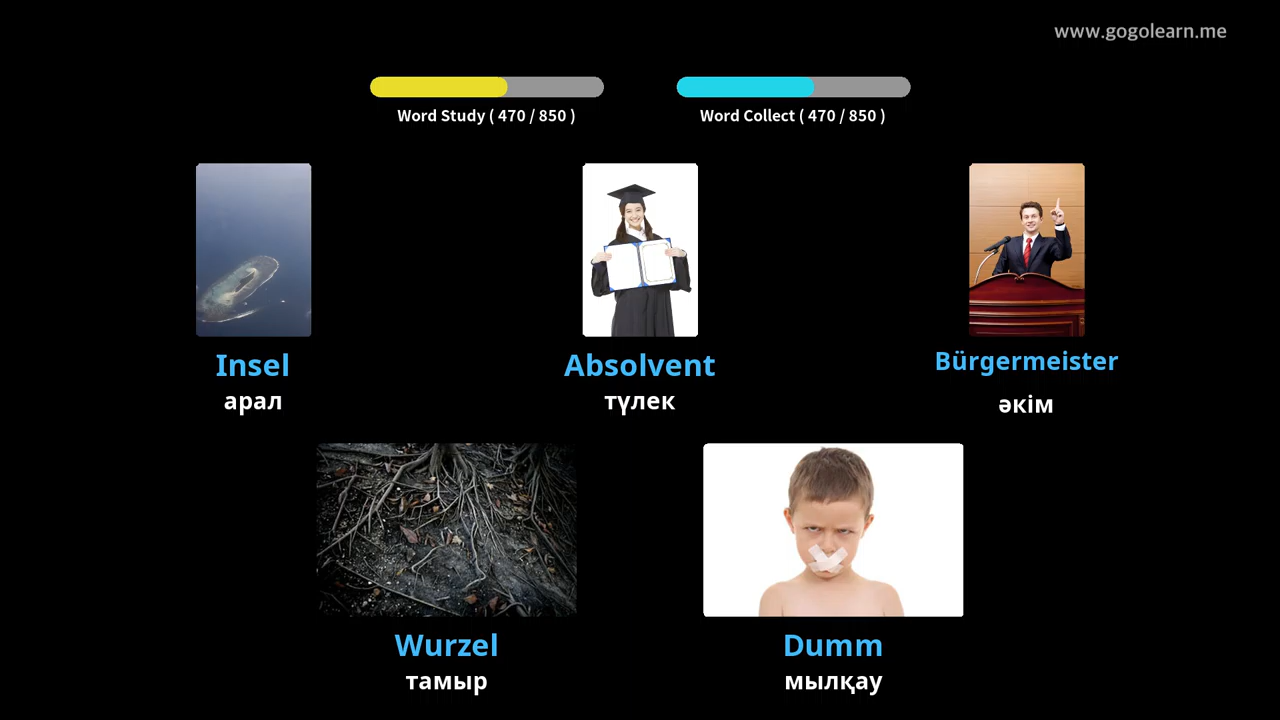 www.gogolearn.me
Word Study ( 470 / 850 )
Word Collect ( 470 / 850 )
Insel
арал
Absolvent
түлек
Bürgermeister
әкім
Wurzel
тамыр
Dumm
мылқау